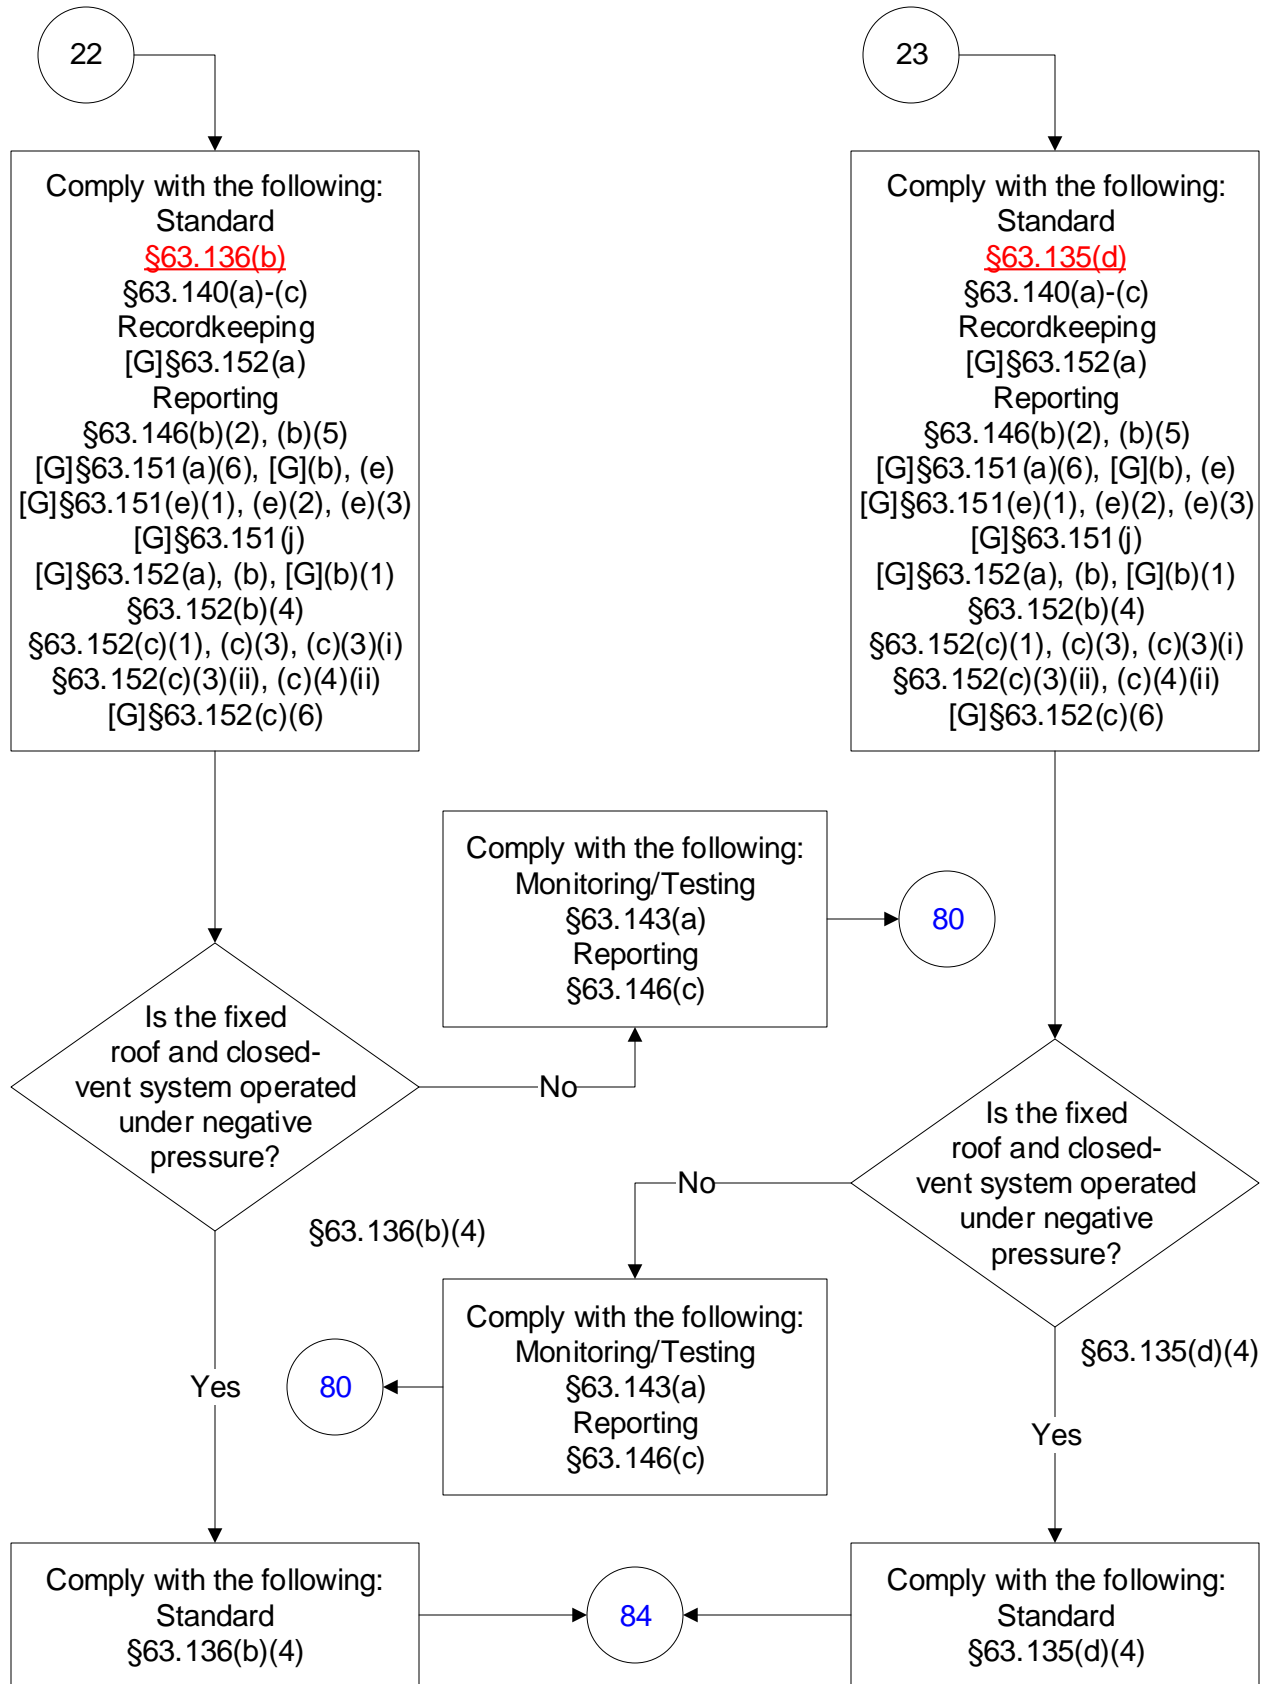 22
Comply with the following:
Standard
§63.136(b)
§63.140(a)-(c)
Recordkeeping
[G]§63.152(a)
Reporting
§63.146(b)(2), (b)(5)
[G]§63.151(a)(6), [G](b), (e)
[G]§63.151(e)(1), (e)(2), (e)(3)
[G]§63.151(j)
[G]§63.152(a), (b), [G](b)(1)
§63.152(b)(4)
§63.152(c)(1), (c)(3), (c)(3)(i)
§63.152(c)(3)(ii), (c)(4)(ii)
[G]§63.152(c)(6)
23
Comply with the following:
Standard
§63.135(d)
§63.140(a)-(c)
Recordkeeping
[G]§63.152(a)
Reporting
§63.146(b)(2), (b)(5)
[G]§63.151(a)(6), [G](b), (e)
[G]§63.151(e)(1), (e)(2), (e)(3)
[G]§63.151(j)
[G]§63.152(a), (b), [G](b)(1)
§63.152(b)(4)
§63.152(c)(1), (c)(3), (c)(3)(i)
§63.152(c)(3)(ii), (c)(4)(ii)
[G]§63.152(c)(6)
Comply with the following:
Monitoring/Testing
§63.143(a)
Reporting
§63.146(c)
80
Is the fixed
roof and closed-
vent system operated
under negative
pressure?
No
§63.136(b)(4)
Is the fixed
roof and closed-
vent system operated
under negative
pressure?
No
§63.135(d)(4)
Comply with the following:
Monitoring/Testing
§63.143(a)
Reporting
§63.146(c)
80
Yes
Yes
Comply with the following:
Standard
§63.136(b)(4)
84
Comply with the following:
Standard
§63.135(d)(4)